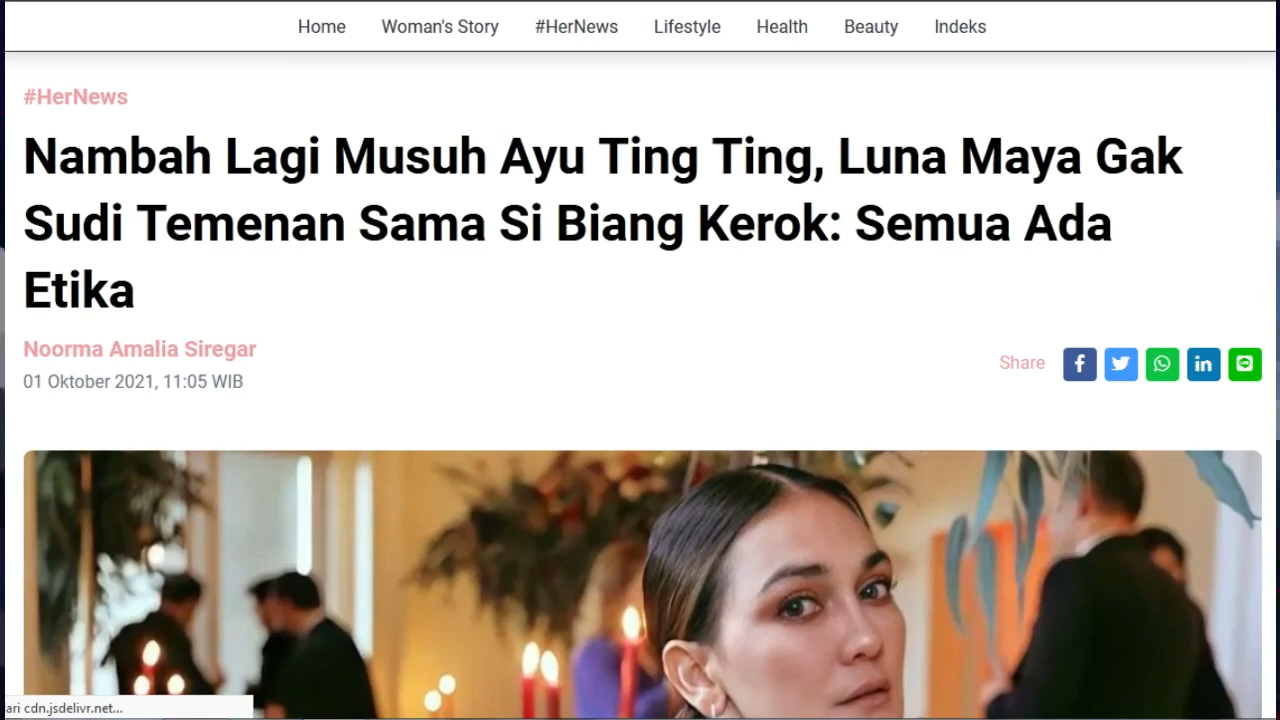 Home Woman's Story #HerNews Lifestyle Health Beauty Indeks
#HerNews
Nambah Lagi Musuh Ayu Ting Ting, Luna Maya Gak
Sudi Temenan Sama Si Biang Kerok: Semua Ada
Etika
Noorma Amalia Siregar
01 Oktober 2021, 11:05 WIB
Share
ari cdn.jsdelivr.net...